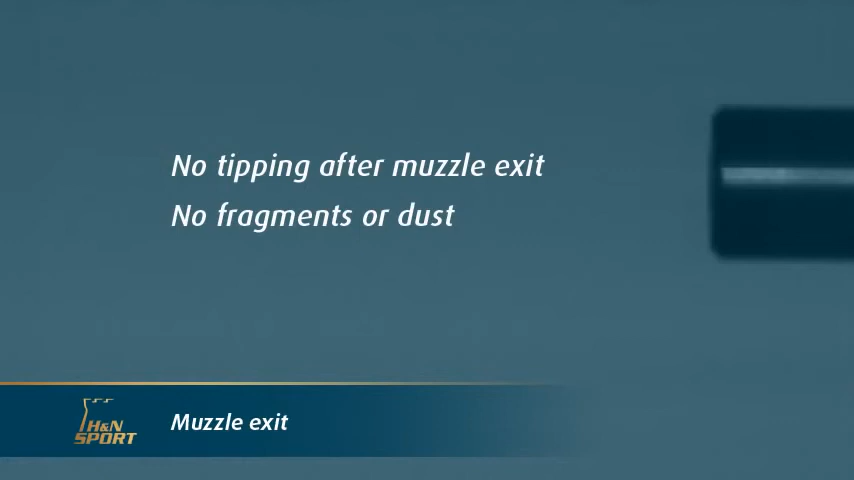 No tipping after muzzle exit
No fragments or dust
H&N
SPORT
Muzzle exit